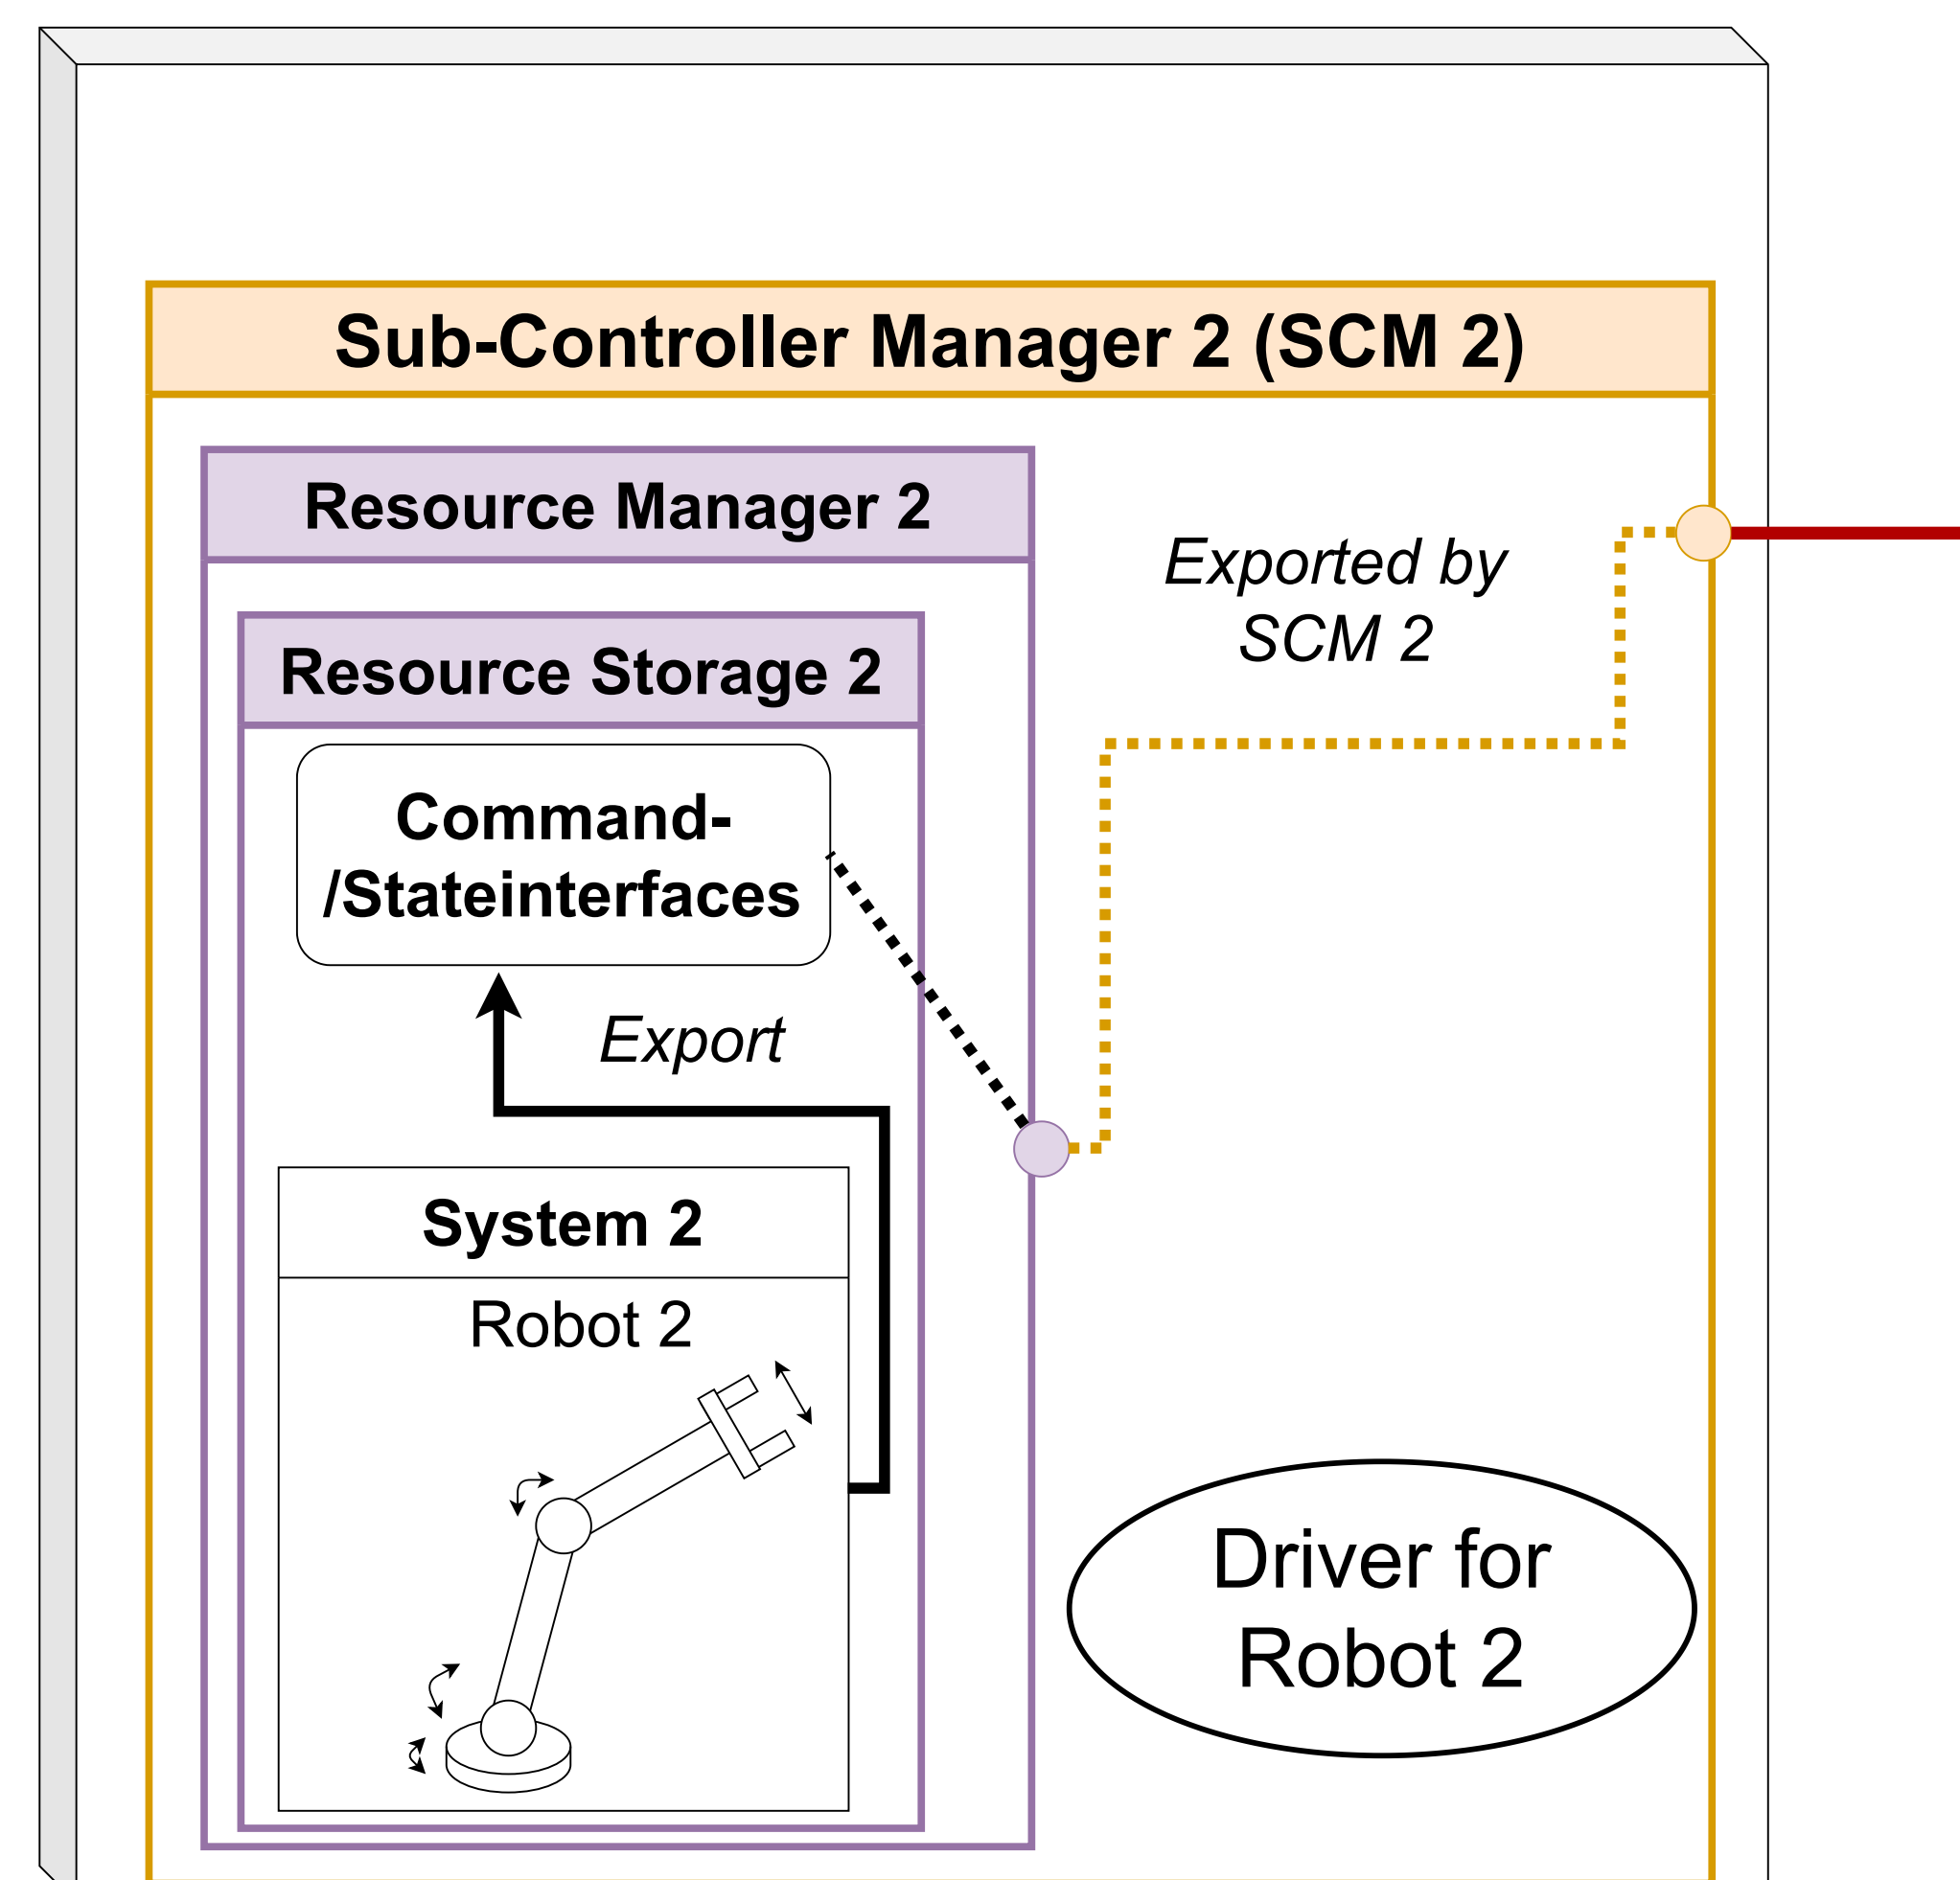 Sub-Controller Manager 2 (SCM 2)
Resource Manager 2
Exported by
SCM 2
Resource Storage 2
Command-
/Stateinterfaces
Export
System 2
Robot 2
Driver for
Robot 2